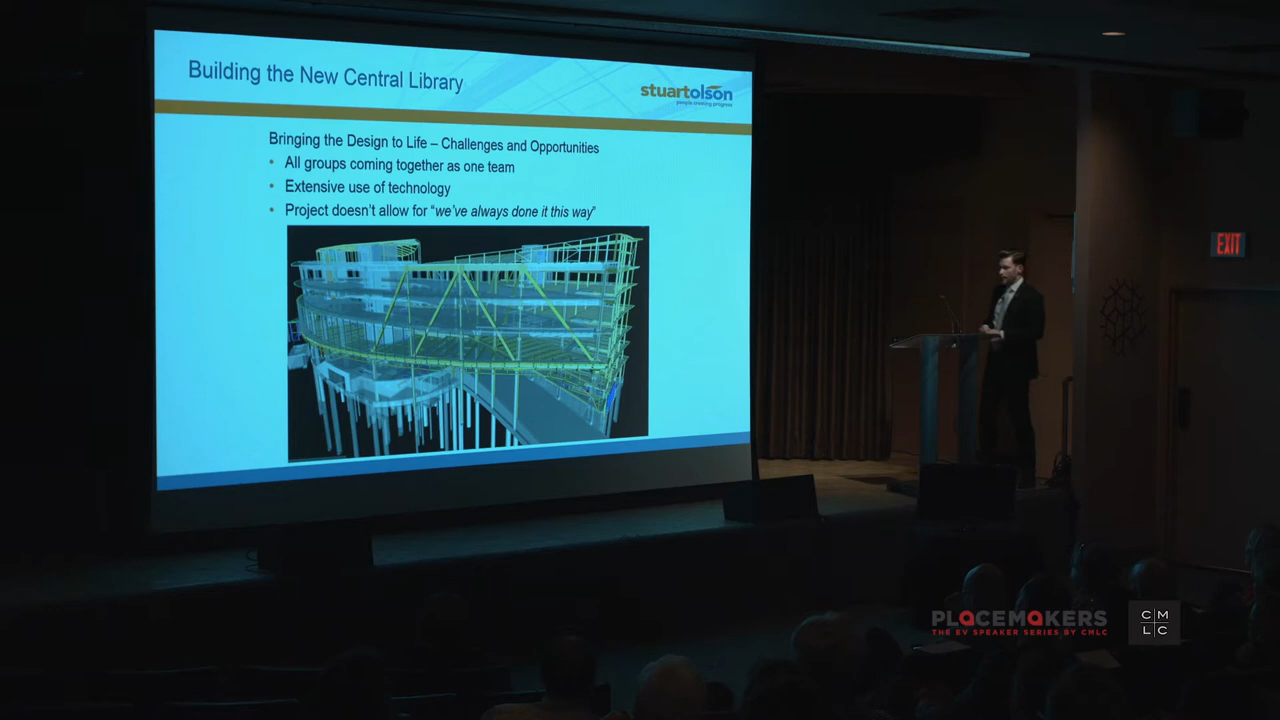 Building the New Central Library
stuartolson
people creating progress
Bringing the Design to Life – Challenges and Opportunities
• All groups coming together as one team
• Extensive use of technology
• Project doesn't allow for "we've always done it this way"
EXIT
PLACEMAKERS
THE EV SPEAKER SERIES BY CMLC
CM
LC